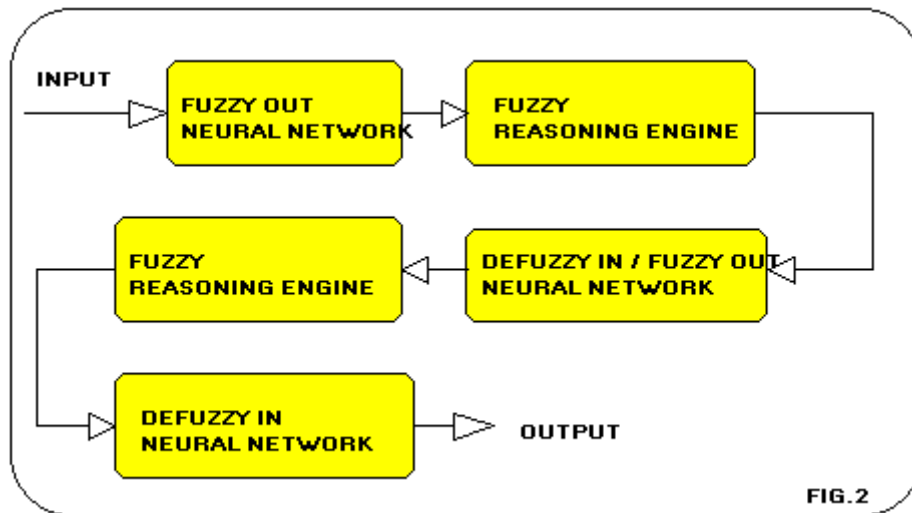 INPUT
FUZZY OUT
NEURAL NETWORK
FUZZY
REASONING ENGINE
DEFUZZY IN / FUZZY OUT
NEURAL NETWORK
FUZZY
REASONING ENGINE
DEFUZZY IN
NEURAL NETWORK
OUTPUT
FIG.2